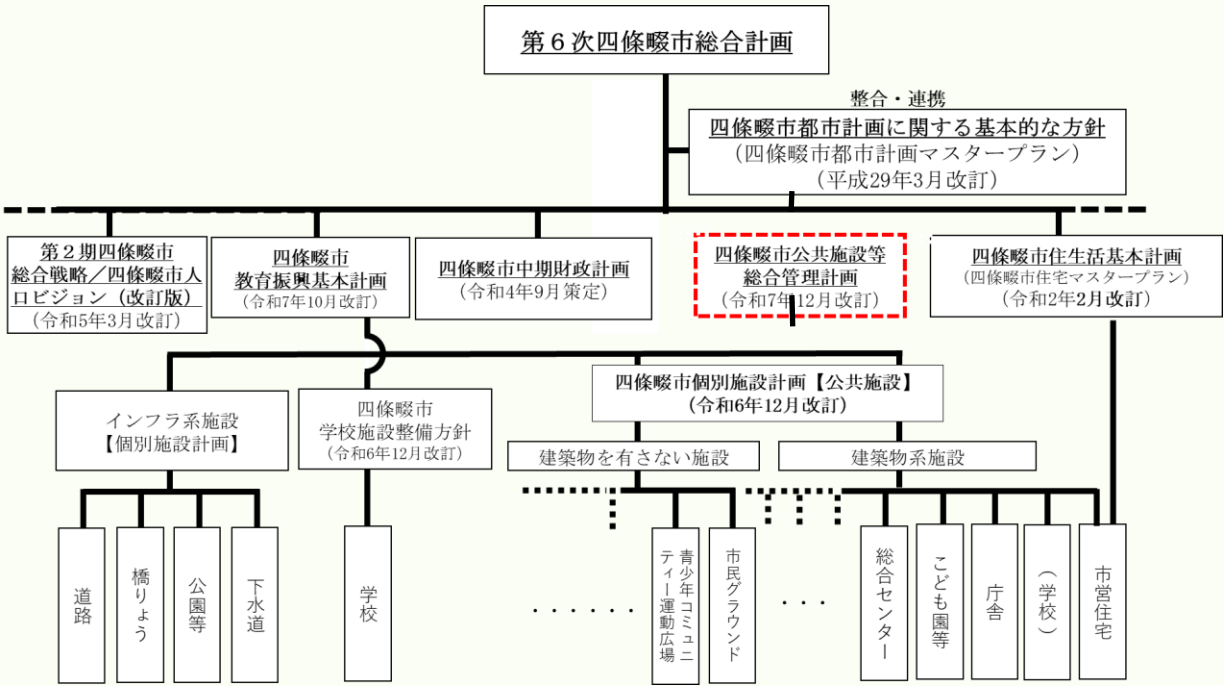 第６次四條畷市総合計画
整合・連携
四條畷市都市計画に関する基本的な方針
（四條畷市都市計画マスタープラン）
（平成29年3月改訂）
第２期四條畷市
総合戦略／四條畷市人
口ビジョン（改訂版）
（令和5年3月改訂）
四條畷市
教育振興基本計画
（令和7年10月改訂）
四條畷市中期財政計画
（令和4年9月策定）
四條畷市公共施設等
総合管理計画
（令和7年12月改訂）
四條畷市住生活基本計画
（四條畷市住宅マスタープラン）
（令和2年2月改訂）
インフラ系施設
【個別施設計画】
四條畷市
学校施設整備方針
（令和6年12月改訂）
四條畷市個別施設計画【公共施設】
（令和6年12月改訂）
建築物を有さない施設
建築物系施設
道路
橋りょう
公園等
下水道
学校
・・・・・・
青少年コミュニ
ティー運動広場
市民グラウンド
・・・
総合センター
こども園等
庁舎
（学校）
市営住宅